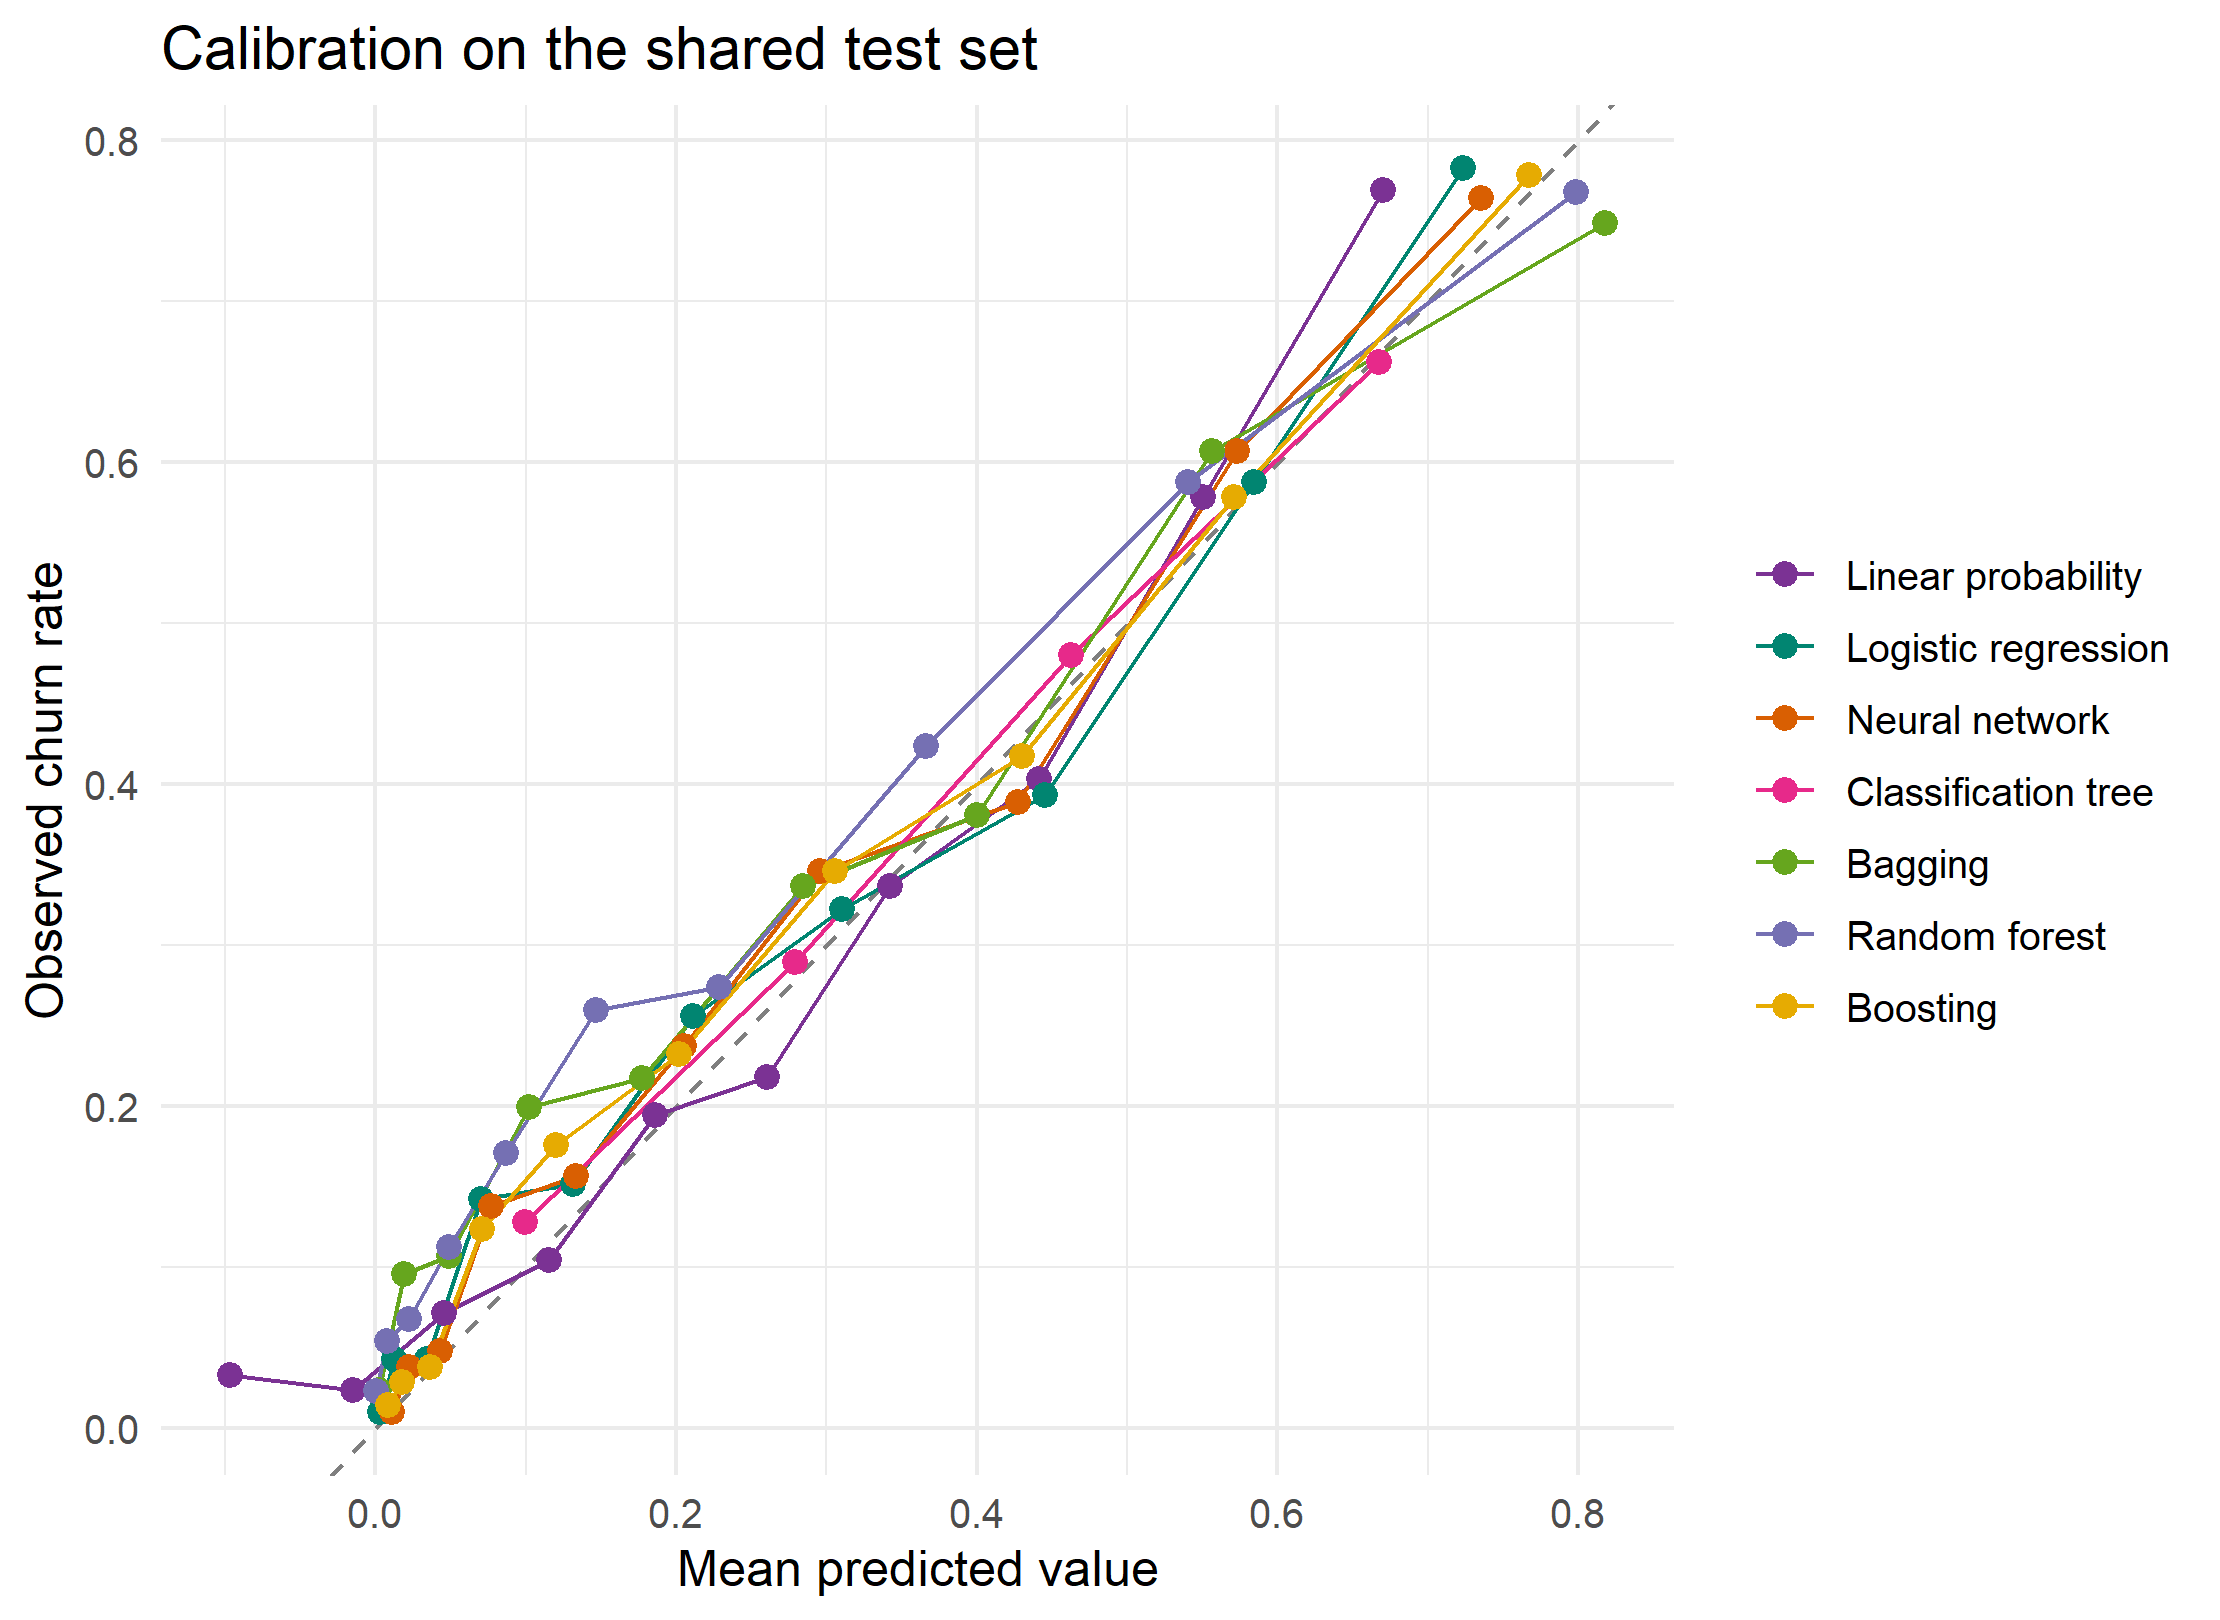 Calibration on the shared test set
Observed churn rate
0.8
0.6
0.4
0.2
0.0
0.0 0.2 0.4 0.6 0.8
Mean predicted value
Linear probability
Logistic regression
Neural network
Classification tree
Bagging
Random forest
Boosting